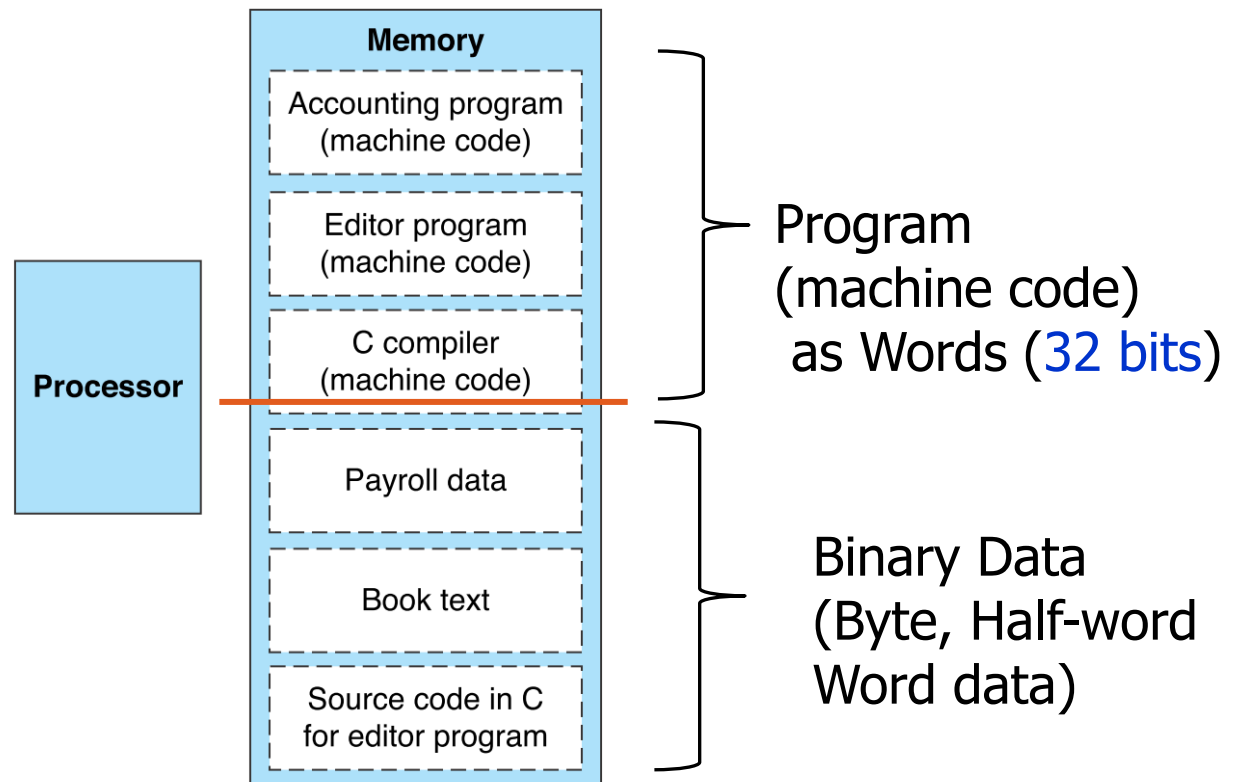 Memory
Accounting program
(machine code)
Editor program
(machine code)
C compiler
(machine code)
Payroll data
Book text
Source code in C
for editor program
Processor
Program
(machine code)
as Words (32 bits)
Binary Data
(Byte, Half-word
Word data)